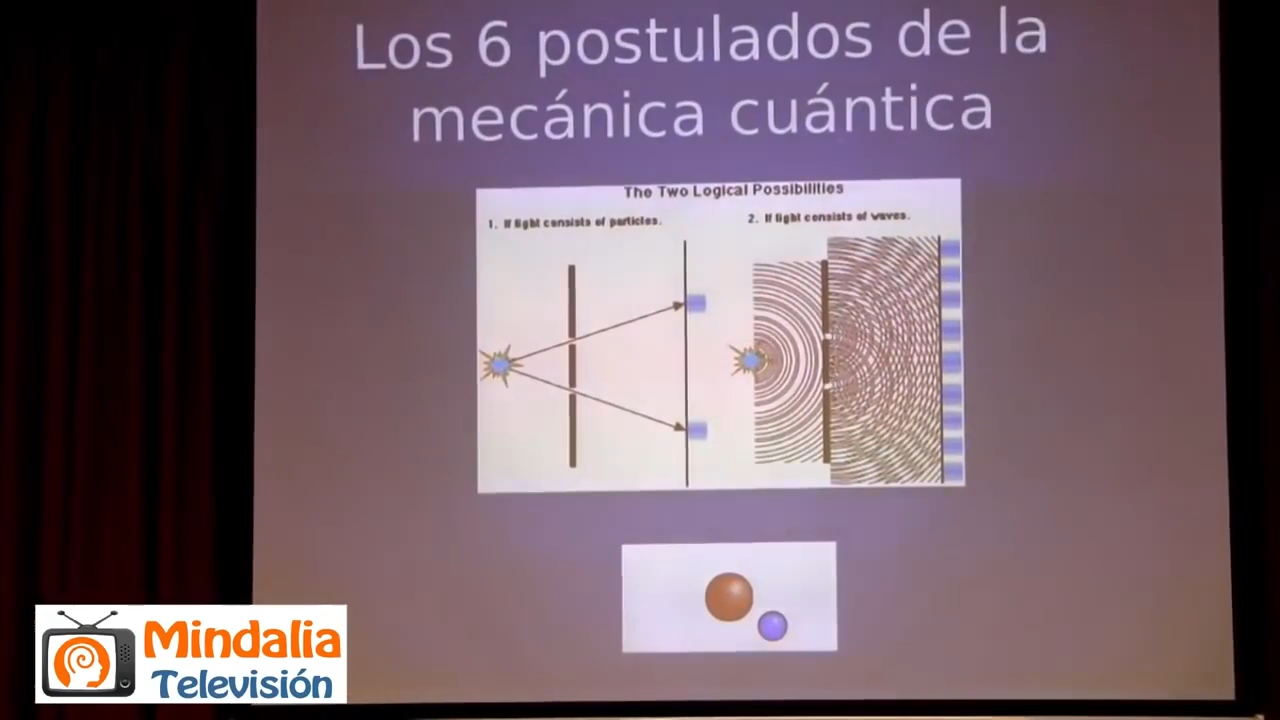 Los 6 postulados de la
mecánica cuántica
The Two Logical Possibilities
1. If light consists of particles.
2. If light consists of waves.
Mindalia
Televisión